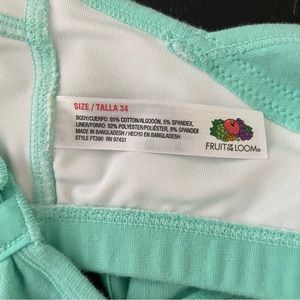 SIZE / TALLA 34
BODY/CUERPO: 95% COTTON/ALGODÓN, 5% SPANDEX
LINER/FORRO: 92% POLYESTER/POLIÉSTER, 8% SPANDEX
MADE IN BANGLADESH / HECHO EN BANGLADESH
STYLE FT390 RN 97431
FRUIT OF THE LOOM®